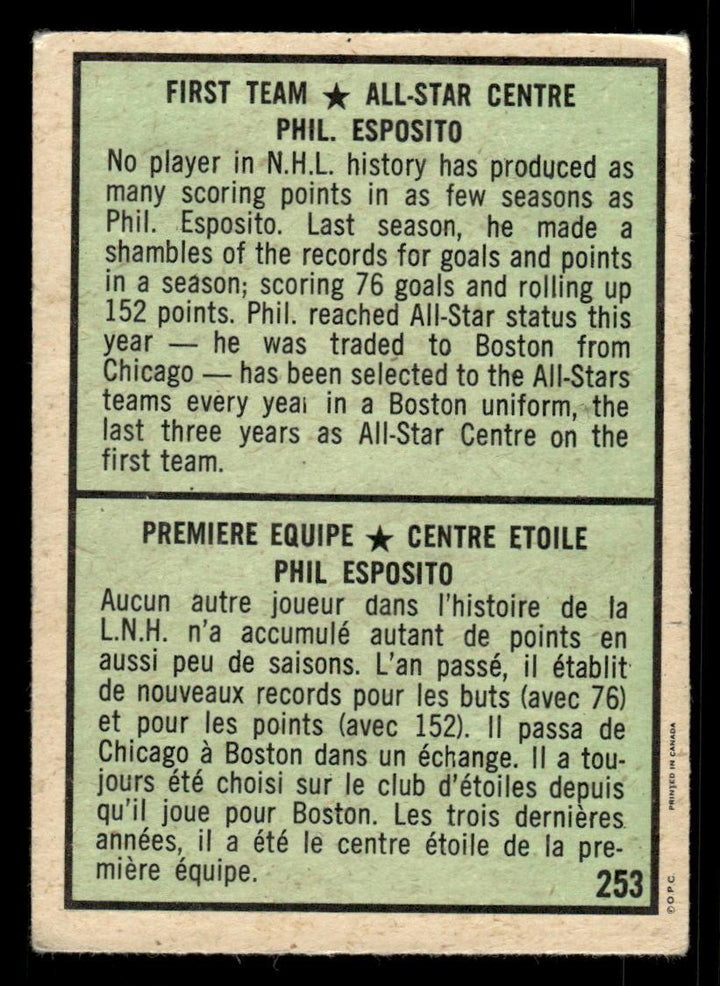 FIRST TEAM ★ ALL-STAR CENTRE
PHIL. ESPOSITO
No player in N.H.L. history has produced as
many scoring points in as few seasons as
Phil. Esposito. Last season, he made a
shambles of the records for goals and points
in a season; scoring 76 goals and rolling up
152 points. Phil. reached All-Star status this
year — he was traded to Boston from
Chicago — has been selected to the All-Stars
teams every year in a Boston uniform, the
last three years as All-Star Centre on the
first team.
PREMIERE EQUIPE ★ CENTRE ETOILE
PHIL ESPOSITO
Aucun autre joueur dans l'histoire de la
L.N.H. n'a accumulé autant de points en
aussi peu de saisons. L'an passé, il établit
de nouveaux records pour les buts (avec 76)
et pour les points (avec 152). Il passa de
Chicago à Boston dans un échange. Il a tou-
jours été choisi sur le club d'étoiles depuis
qu'il joue pour Boston. Les trois dernières
années, il a été le centre étoile de la pre-
mière équipe.
253
© O.P.C. PRINTED IN CANADA